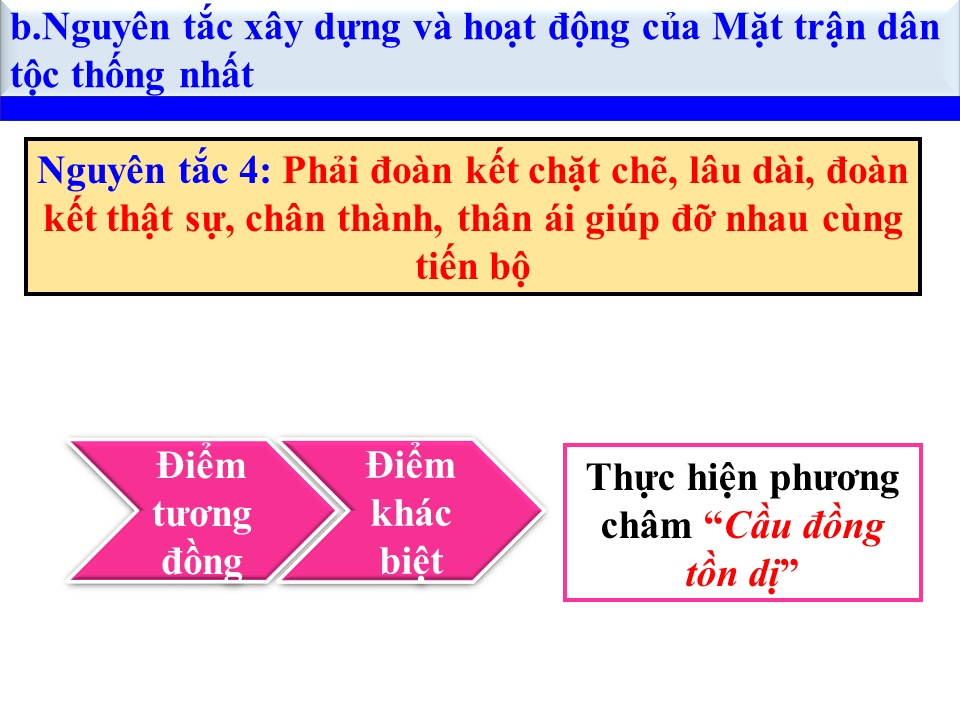 b.Nguyên tắc xây dựng và hoạt động của Mặt trận dân
tộc thống nhất
Nguyên tắc 4: Phải đoàn kết chặt chẽ, lâu dài, đoàn
kết thật sự, chân thành, thân ái giúp đỡ nhau cùng
tiến bộ
Điểm
tương
đồng
Điểm
khác
biệt
Thực hiện phương
châm “Cầu đồng
tồn dị”